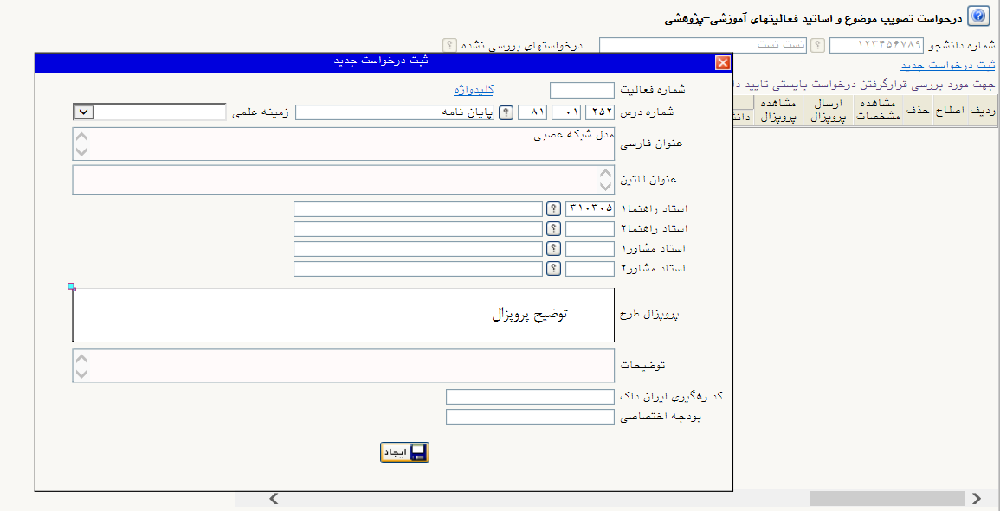 درخواست تصویب موضوع و اساتید فعالیتهای آموزشی-پژوهشی
شماره دانشجو ۱۲۳۴۵۶۷۸۹ ؟ تست تست درخواستهای بررسی نشده ؟
ثبت درخواست جدید
جهت مورد بررسی قرارگرفتن درخواست بایستی تایید
ردیف اصلاح حذف مشاهده مشخصات ارسال پروپزال مشاهده پروپزال
ثبت درخواست جدید
شماره فعالیت کلیدواژه
شماره درس ۲۵۲ ۰۱ ۸۱ ؟ پایان نامه زمینه علمی
عنوان فارسی مدل شبکه عصبی
عنوان لاتین
استاد راهنما۱ ۳۱۰۳۰۵ ؟
استاد راهنما۲ ؟
استاد مشاور۱ ؟
استاد مشاور۲ ؟
پروپزال طرح توضیح پروپزال
توضیحات
کد رهگیری ایران داک
بودجه اختصاصی
ایجاد